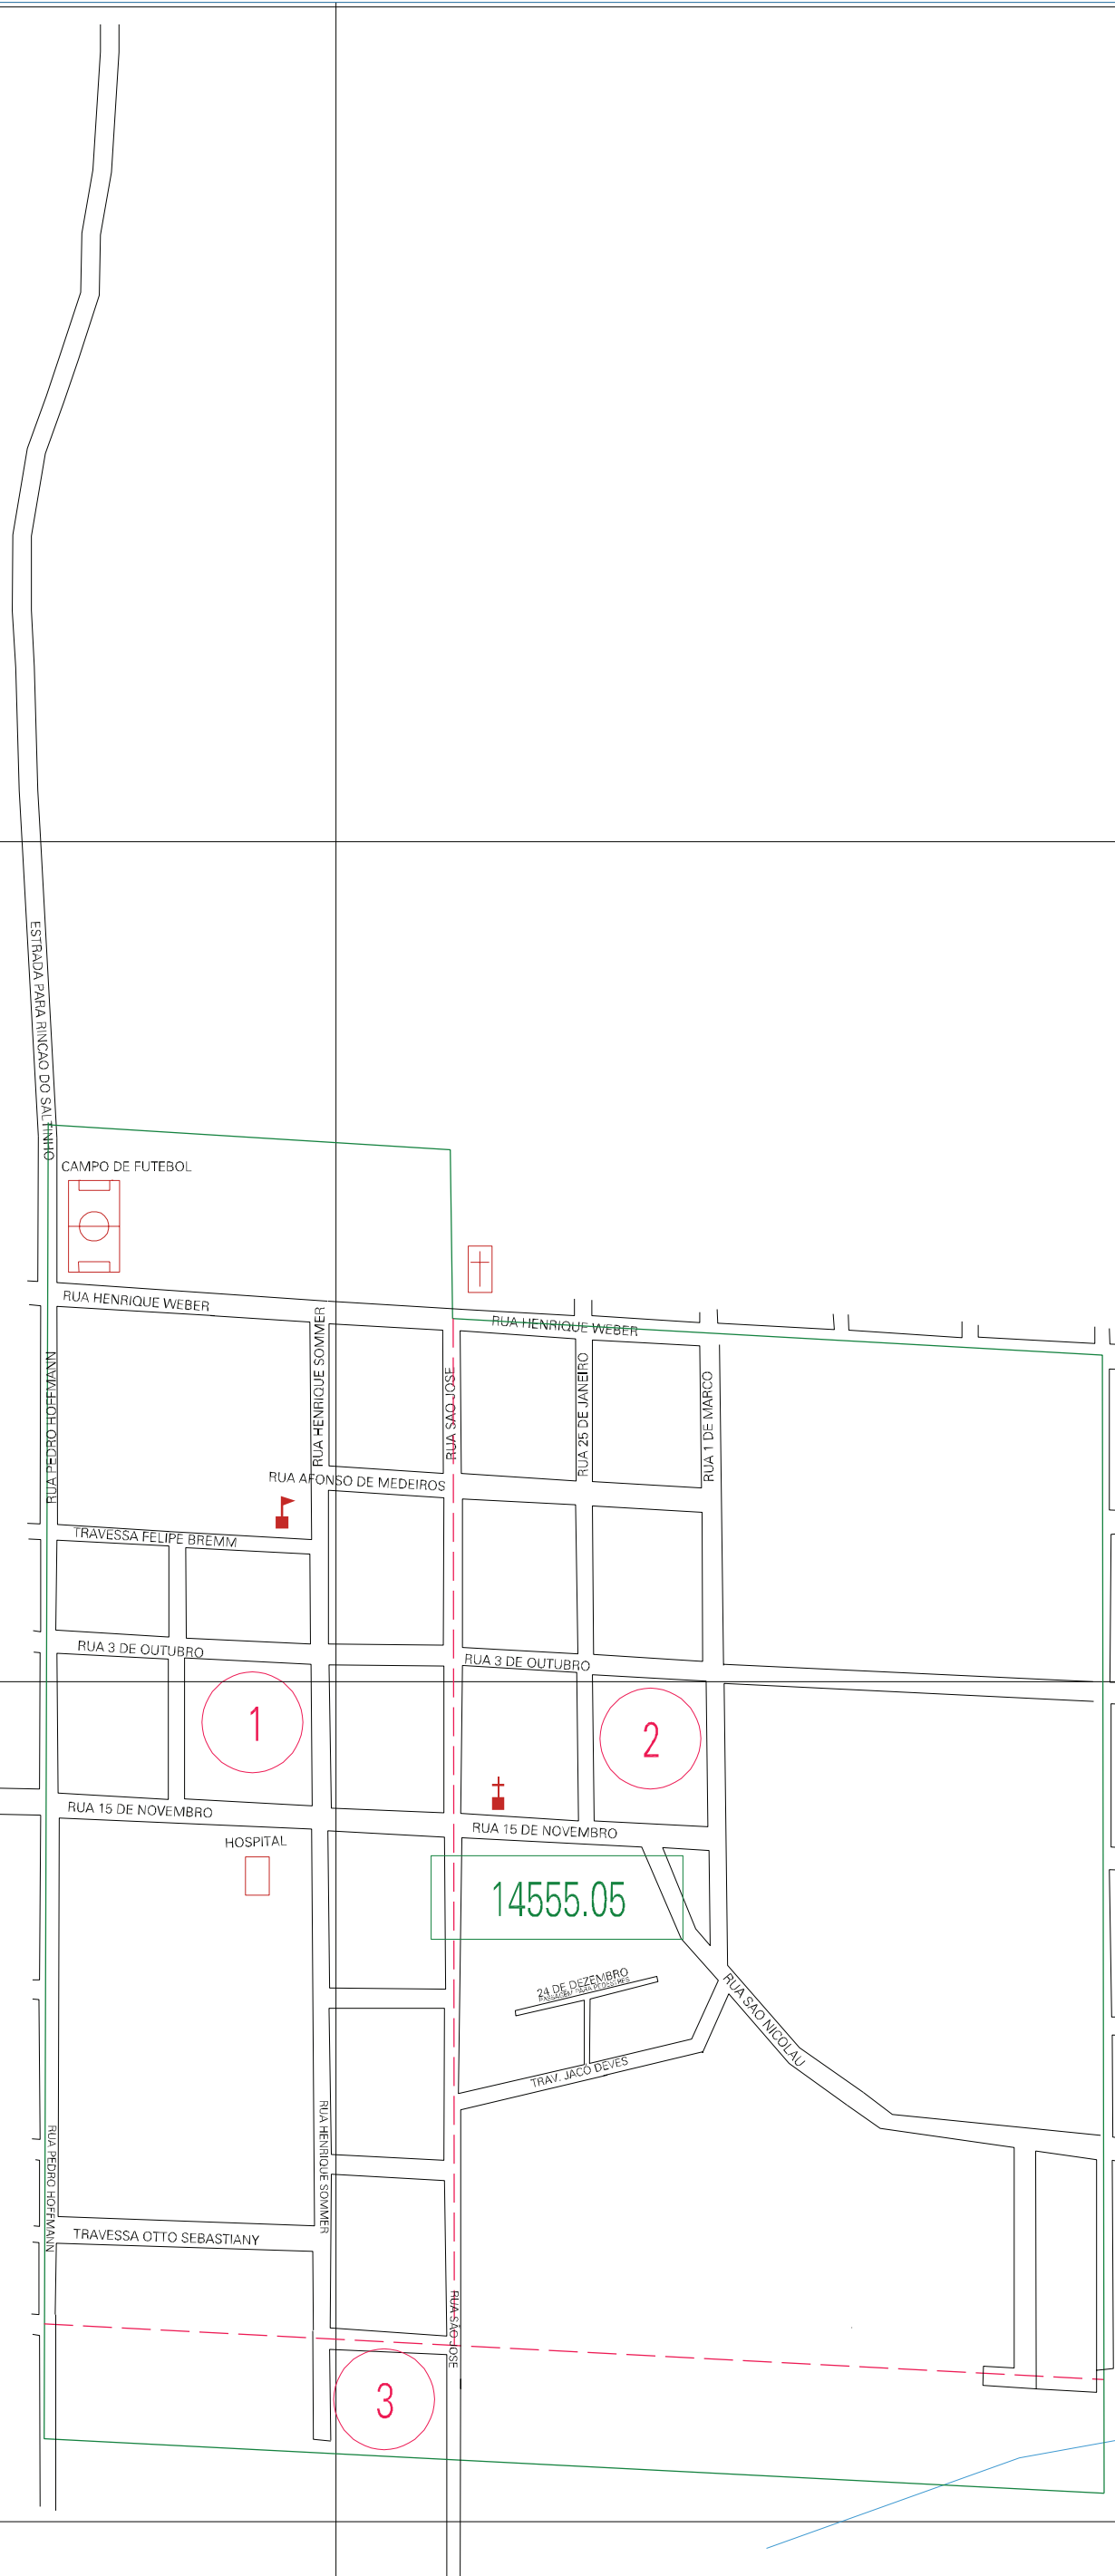 ESTRADA PARA RINCAO DO SALTINHO
CAMPO DE FUTEBOL
RUA HENRIQUE WEBER
RUA HENRIQUE WEBER
RUA PEDRO HOFFMANN
RUA HENRIQUE SOMMER
RUA SAO JOSE
RUA 25 DE JANEIRO
RUA 1 DE MARCO
RUA AFONSO DE MEDEIROS
TRAVESSA FELIPE BREMM
RUA 3 DE OUTUBRO
RUA 3 DE OUTUBRO
1
2
RUA 15 DE NOVEMBRO
RUA 15 DE NOVEMBRO
HOSPITAL
14555.05
24 DE DEZEMBRO
PASSAGEM PARA PEDESTRES
RUA SAO NICOLAU
TRAV. JACO DEVES
RUA PEDRO HOFFMANN
RUA HENRIQUE SOMMER
TRAVESSA OTTO SEBASTIANY
RUA SÃO JOSE
3